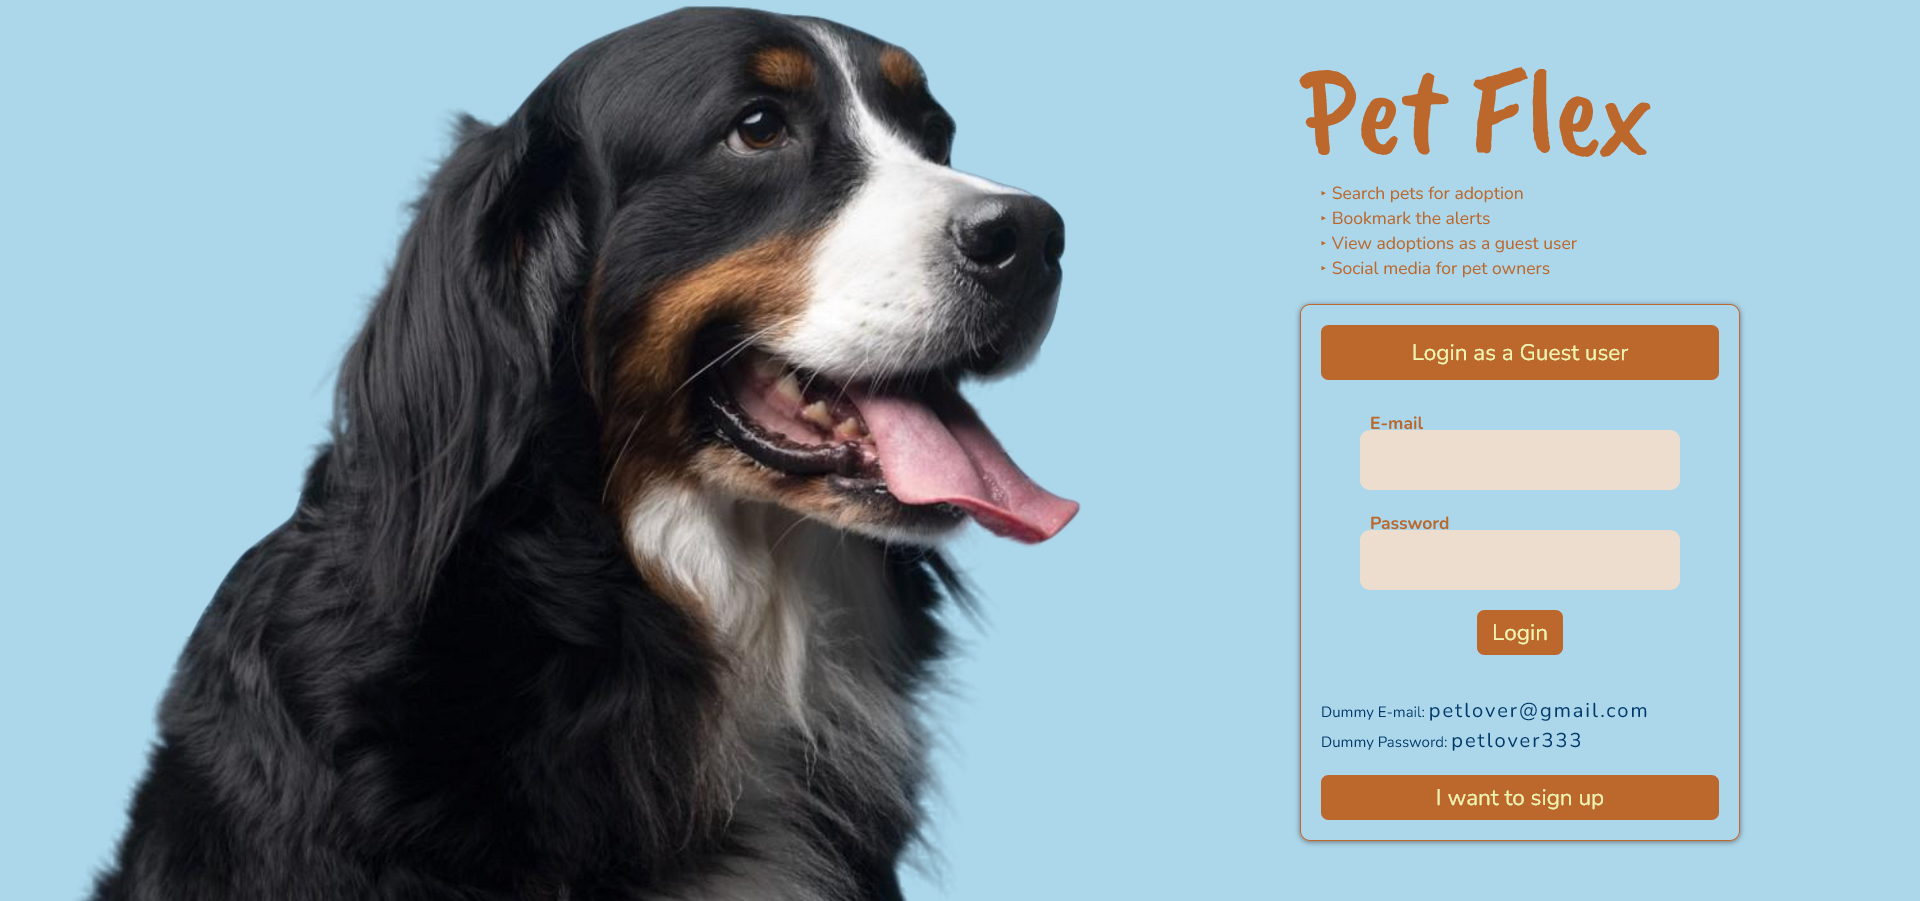 Pet Flex
‣ Search pets for adoption
‣ Bookmark the alerts
‣ View adoptions as a guest user
‣ Social media for pet owners
Login as a Guest user
E-mail
Password
Login
Dummy E-mail: petlover@gmail.com
Dummy Password: petlover333
I want to sign up